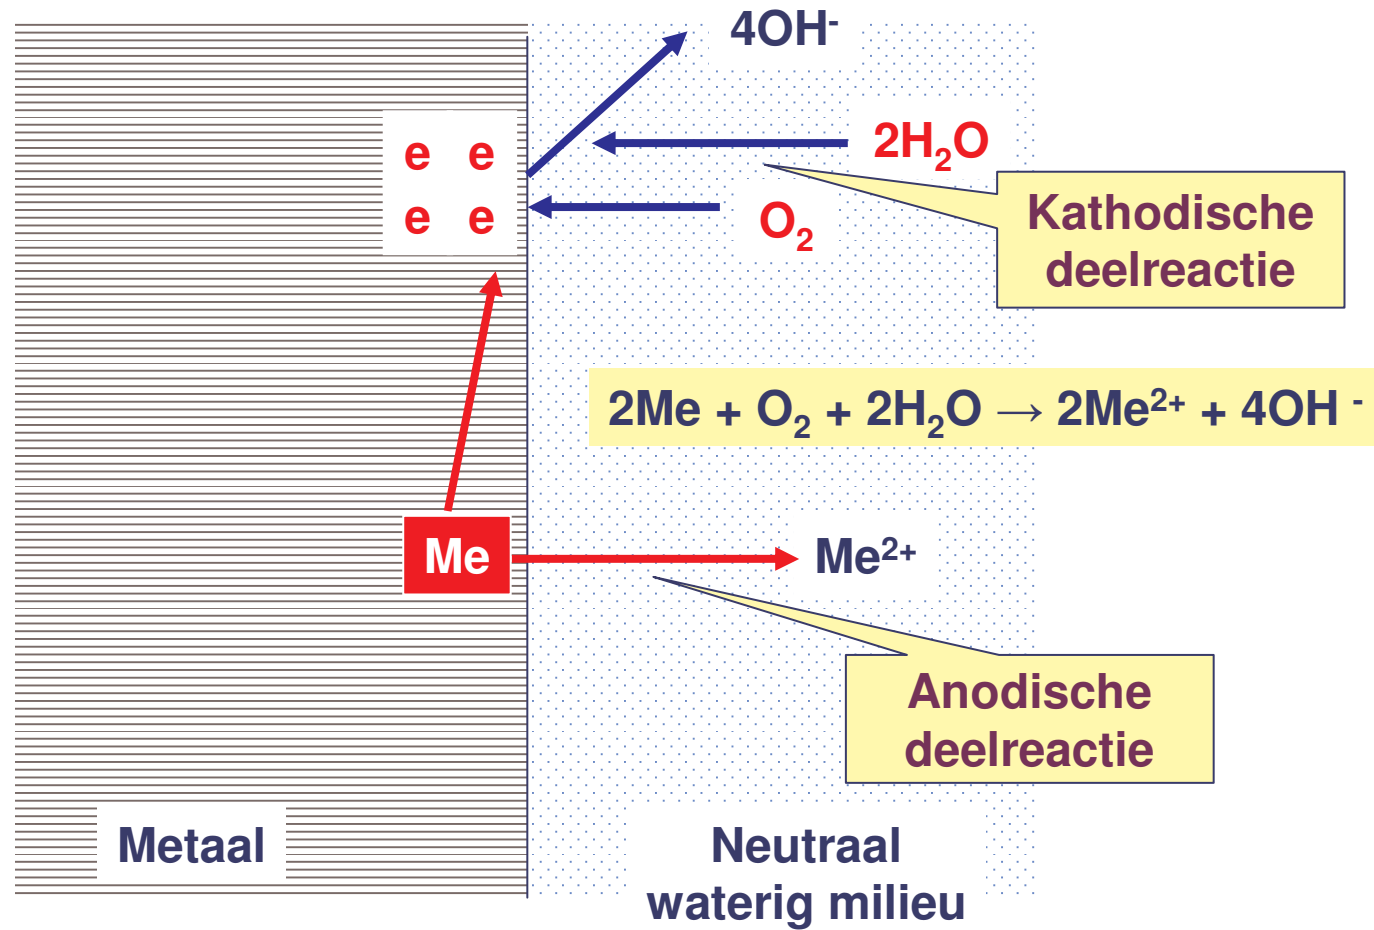 4OH⁻
e e
2H₂O
e e
O₂
Kathodische
deelreactie
2Me + O₂ + 2H₂O → 2Me²⁺ + 4OH ⁻
Me
Me²⁺
Anodische
deelreactie
Metaal
Neutraal
waterig milieu